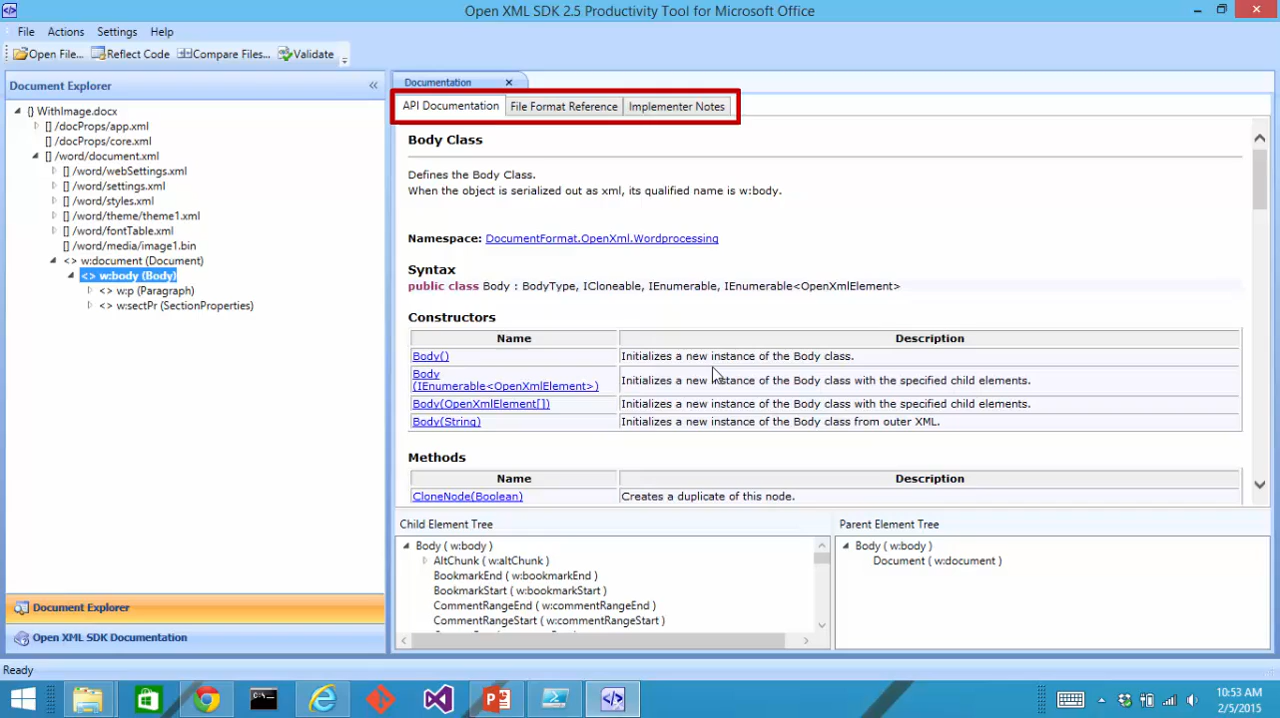 Open XML SDK 2.5 Productivity Tool for Microsoft Office
File Actions Settings Help
Open File... Reflect Code Compare Files... Validate
Document Explorer
{} WithImage.docx
[] /docProps/app.xml
[] /docProps/core.xml
[] /word/document.xml
[] /word/webSettings.xml
[] /word/settings.xml
[] /word/styles.xml
[] /word/theme/theme1.xml
[] /word/fontTable.xml
[] /word/media/image1.bin
<> w:document (Document)
<> w:body (Body)
<> w:p (Paragraph)
<> w:sectPr (SectionProperties)
Document Explorer
Open XML SDK Documentation
Documentation
API Documentation File Format Reference Implementer Notes
Body Class
Defines the Body Class.
When the object is serialized out as xml, its qualified name is w:body.
Namespace: DocumentFormat.OpenXml.Wordprocessing
Syntax
public class Body : BodyType, ICloneable, IEnumerable, IEnumerable<OpenXmlElement>
Constructors
Name Description
Body() Initializes a new instance of the Body class.
Body
(IEnumerable<OpenXmlElement>) Initializes a new instance of the Body class with the specified child elements.
Body(OpenXmlElement[]) Initializes a new instance of the Body class with the specified child elements.
Body(String) Initializes a new instance of the Body class from outer XML.
Methods
Name Description
CloneNode(Boolean) Creates a duplicate of this node.
Child Element Tree
Body ( w:body )
AltChunk ( w:altChunk )
BookmarkEnd ( w:bookmarkEnd )
BookmarkStart ( w:bookmarkStart )
CommentRangeEnd ( w:commentRangeEnd )
CommentRangeStart ( w:commentRangeStart )
Parent Element Tree
Body ( w:body )
Document ( w:document )
Ready
10:53 AM
2/5/2015